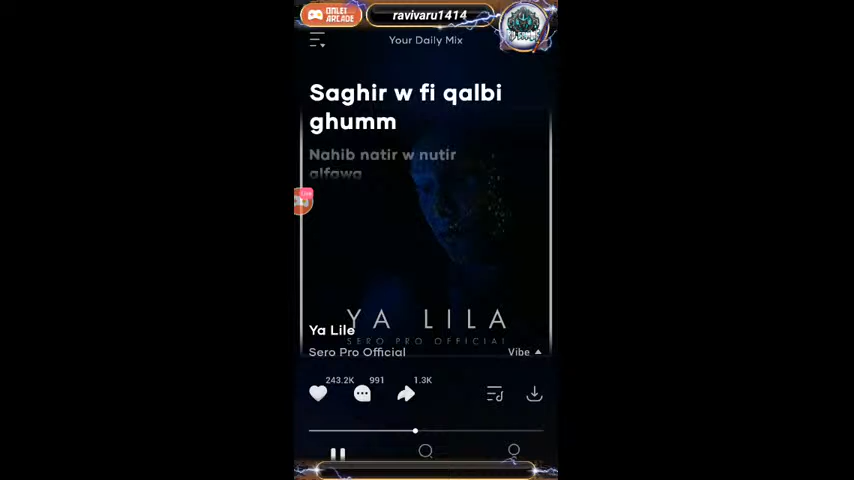 OMLET
ARCADE
ravivaru1414
Your Daily Mix
Saghir w fi qalbi
ghumm
Nahib natir w nutir
alfawq
YA LILA
Ya Lile
SERO PRO OFFICIAL
Sero Pro Official
Vibe
243.2K
991
1.3K